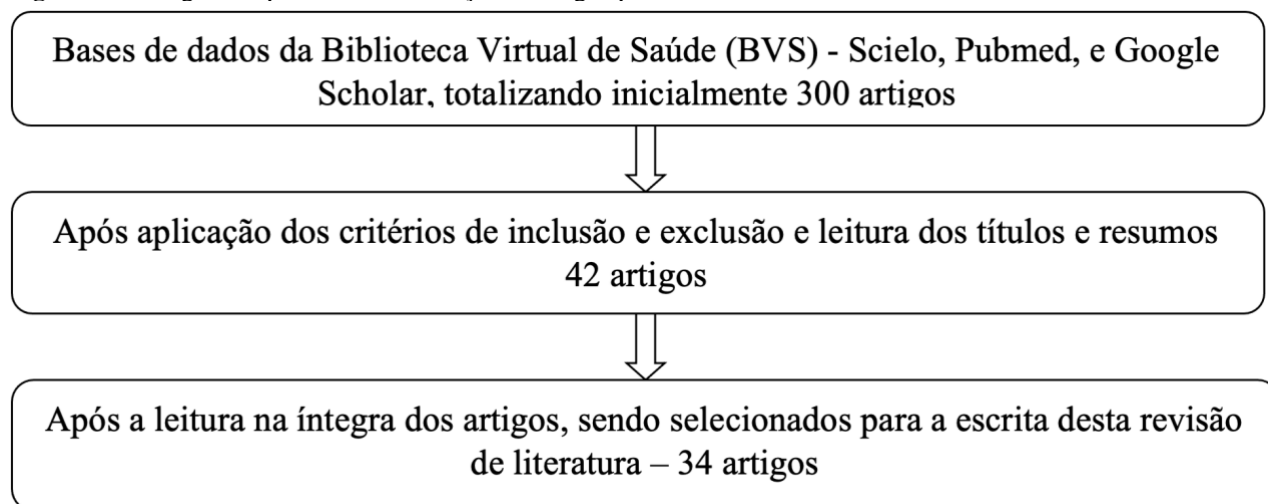 Bases de dados da Biblioteca Virtual de Saúde (BVS) - Scielo, Pubmed, e Google
Scholar, totalizando inicialmente 300 artigos
Após aplicação dos critérios de inclusão e exclusão e leitura dos títulos e resumos
42 artigos
Após a leitura na íntegra dos artigos, sendo selecionados para a escrita desta revisão
de literatura – 34 artigos